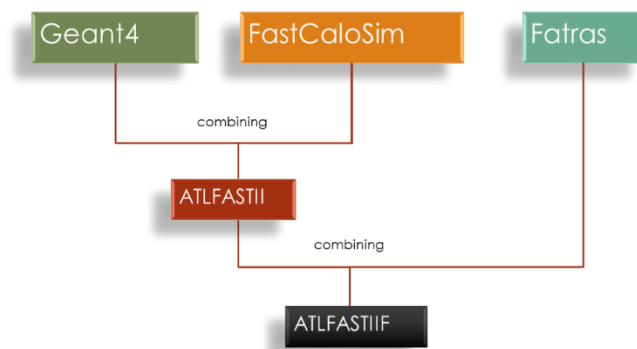 Geant4
FastCaloSim
Fatras
combining
ATLFASTII
combining
ATLFASTIIF